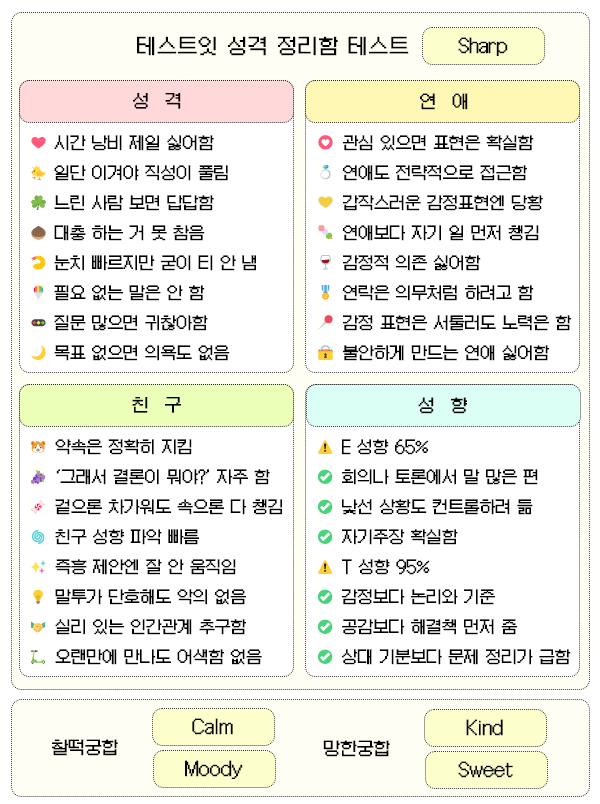 테스트잇 성격 정리함 테스트 Sharp
성 격
시간 낭비 제일 싫어함
일단 이겨야 직성이 풀림
느린 사람 보면 답답함
대충 하는 거 못 참음
눈치 빠르지만 굳이 티 안 냄
필요 없는 말은 안 함
질문 많으면 귀찮아함
목표 없으면 의욕도 없음
연 애
관심 있으면 표현은 확실함
연애도 전략적으로 접근함
갑작스러운 감정표현엔 당황
연애보다 자기 일 먼저 챙김
감정적 의존 싫어함
연락은 의무처럼 하려고 함
감정 표현은 서툴러도 노력은 함
불안하게 만드는 연애 싫어함
친 구
약속은 정확히 지킴
‘그래서 결론이 뭐야?’ 자주 함
겉으론 차가워도 속으론 다 챙김
친구 성향 파악 빠름
즉흥 제안엔 잘 안 움직임
말투가 단호해도 악의 없음
실리 있는 인간관계 추구함
오랜만에 만나도 어색함 없음
성 향
E 성향 65%
회의나 토론에서 말 많은 편
낯선 상황도 컨트롤하려 듦
자기주장 확실함
T 성향 95%
감정보다 논리와 기준
공감보다 해결책 먼저 줌
상대 기분보다 문제 정리가 급함
찰떡궁합
Calm
Moody
망한궁합
Kind
Sweet